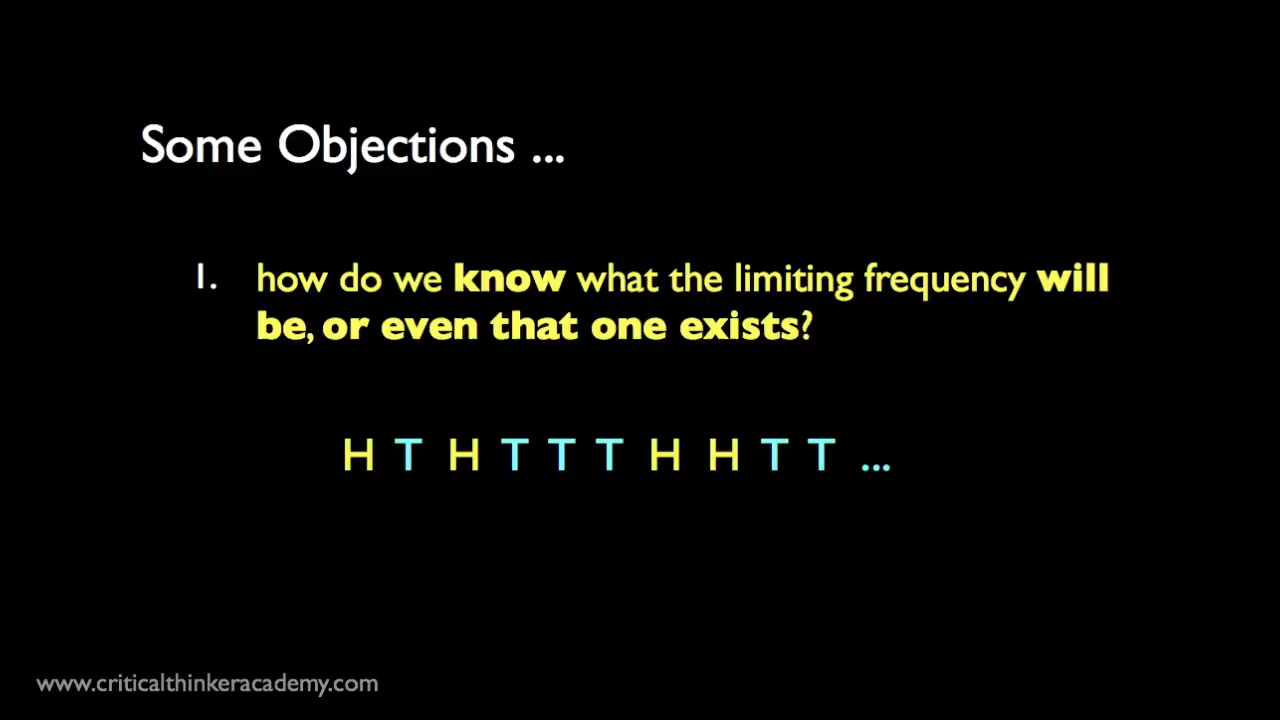 Some Objections ...
1. how do we know what the limiting frequency will
be, or even that one exists?
H T H T T T H H T T ...
www.criticalthinkeracademy.com